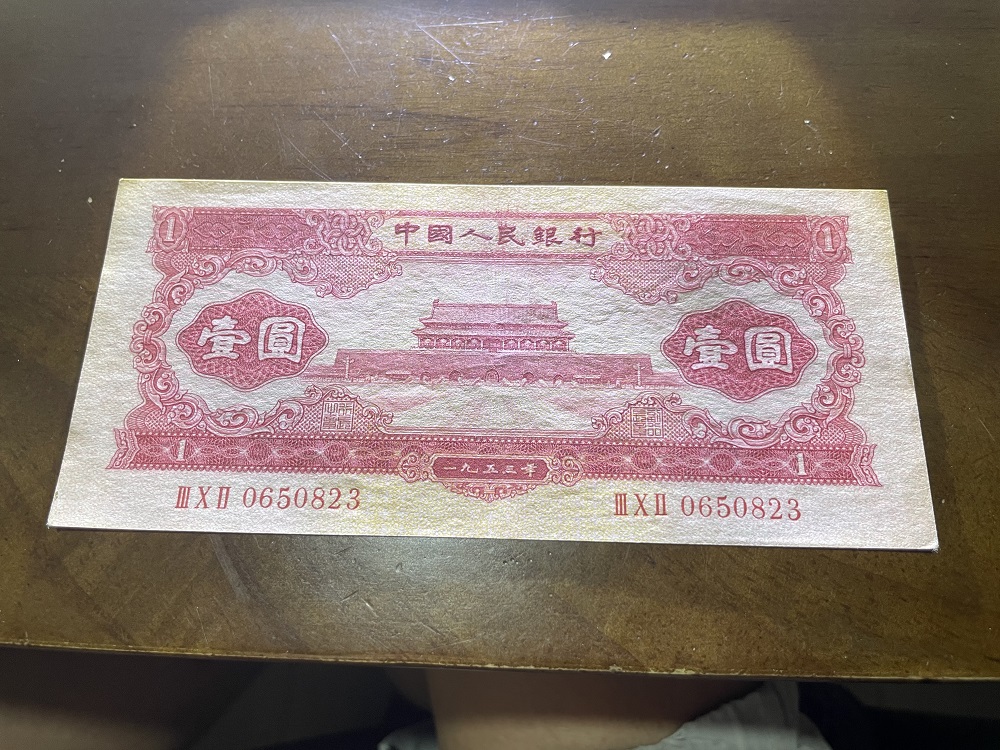 1 中國人民銀行 1
壹圓 壹圓
1 一九五三年 1
ⅢⅩⅡ 0650823 ⅢⅩⅡ 0650823